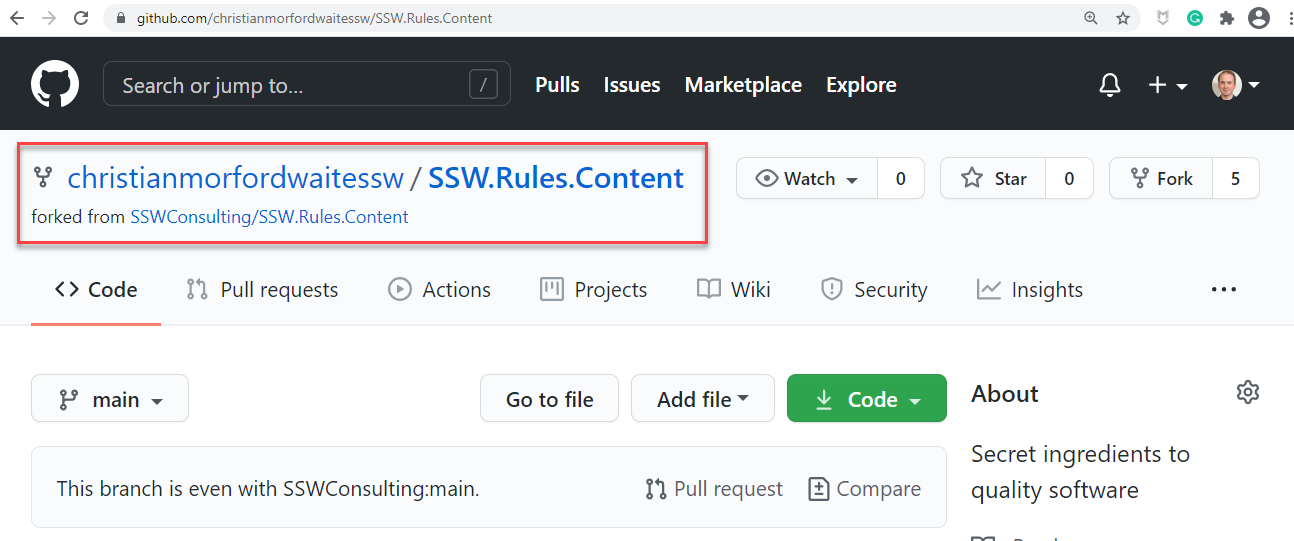 github.com/christianmorfordwaitessw/SSW.Rules.Content
Search or jump to... / Pulls Issues Marketplace Explore
christianmorfordwaitessw / SSW.Rules.Content Watch 0 Star 0 Fork 5
forked from SSWConsulting/SSW.Rules.Content
Code Pull requests Actions Projects Wiki Security Insights ...
main Go to file Add file Code About
This branch is even with SSWConsulting:main. Pull request Compare
Secret ingredients to
quality software